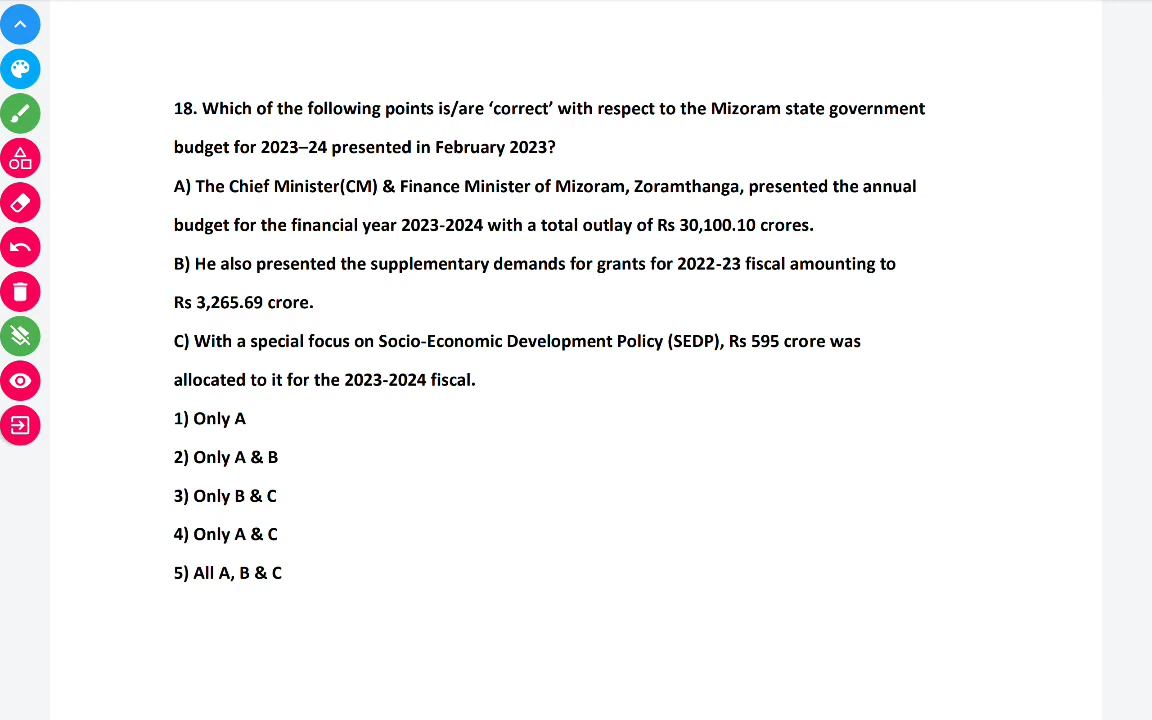 18. Which of the following points is/are ‘correct’ with respect to the Mizoram state government
budget for 2023–24 presented in February 2023?
A) The Chief Minister(CM) & Finance Minister of Mizoram, Zoramthanga, presented the annual
budget for the financial year 2023-2024 with a total outlay of Rs 30,100.10 crores.
B) He also presented the supplementary demands for grants for 2022-23 fiscal amounting to
Rs 3,265.69 crore.
C) With a special focus on Socio-Economic Development Policy (SEDP), Rs 595 crore was
allocated to it for the 2023-2024 fiscal.
1) Only A
2) Only A & B
3) Only B & C
4) Only A & C
5) All A, B & C